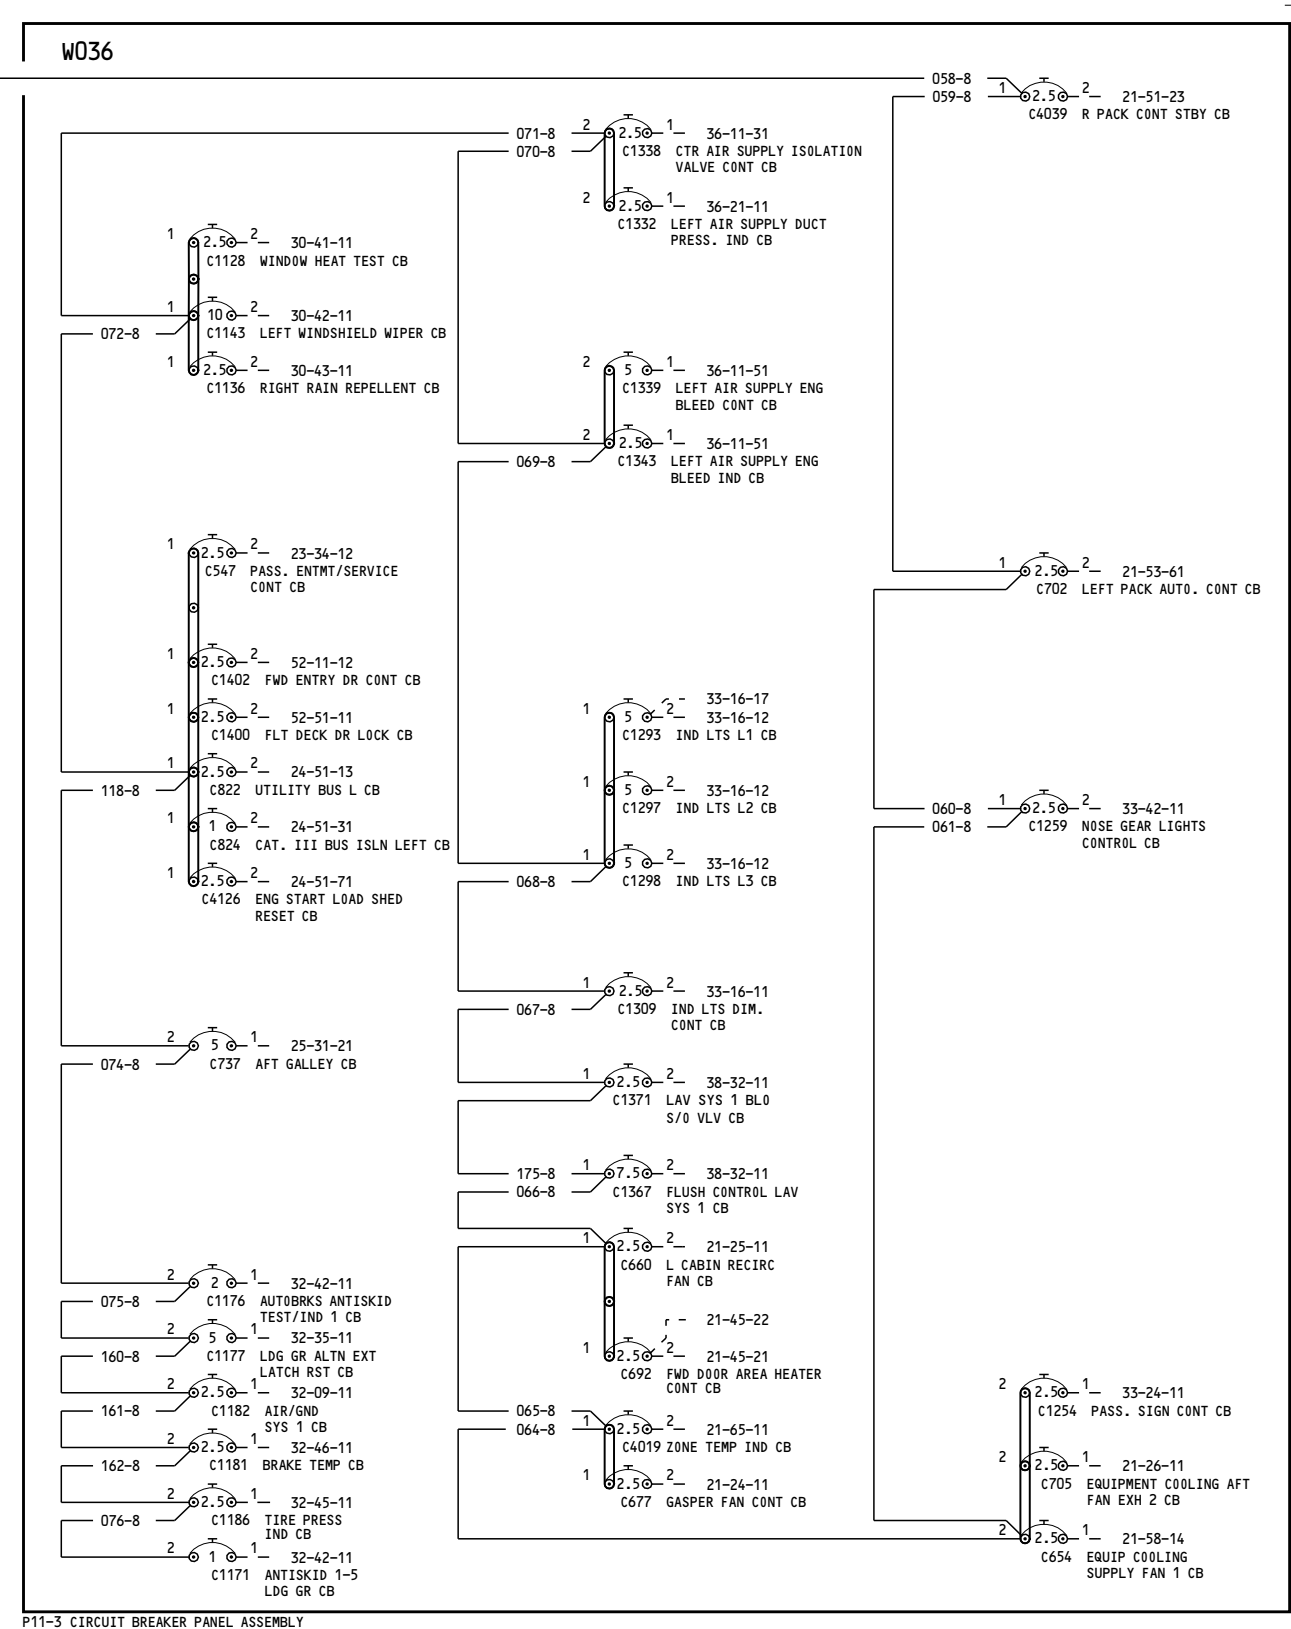 W036
058-8
059-8
1
2.5
2
21-51-23
C4039 R PACK CONT STBY CB
071-8
070-8
2
2.5
1
36-11-31
C1338 CTR AIR SUPPLY ISOLATION
VALVE CONT CB
2
2.5
1
36-21-11
C1332 LEFT AIR SUPPLY DUCT
PRESS. IND CB
1
2.5
2
30-41-11
C1128 WINDOW HEAT TEST CB
1
10
2
30-42-11
072-8
C1143 LEFT WINDSHIELD WIPER CB
1
2.5
2
30-43-11
C1136 RIGHT RAIN REPELLENT CB
2
5
1
36-11-51
C1339 LEFT AIR SUPPLY ENG
BLEED CONT CB
2
2.5
1
36-11-51
069-8
C1343 LEFT AIR SUPPLY ENG
BLEED IND CB
1
2.5
2
23-34-12
C547 PASS. ENTMT/SERVICE
CONT CB
1
2.5
2
21-53-61
C702 LEFT PACK AUTO. CONT CB
1
2.5
2
52-11-12
C1402 FWD ENTRY DR CONT CB
1
2.5
2
52-51-11
C1400 FLT DECK DR LOCK CB
1
2.5
2
24-51-13
118-8
C822 UTILITY BUS L CB
1
1
2
24-51-31
C824 CAT. III BUS ISLN LEFT CB
1
2.5
2
24-51-71
C4126 ENG START LOAD SHED
RESET CB
33-16-17
1
5
2
33-16-12
C1293 IND LTS L1 CB
1
5
2
33-16-12
C1297 IND LTS L2 CB
1
5
2
33-16-12
068-8
C1298 IND LTS L3 CB
060-8
061-8
1
2.5
2
33-42-11
C1259 NOSE GEAR LIGHTS
CONTROL CB
1
2.5
2
33-16-11
067-8
C1309 IND LTS DIM.
CONT CB
2
5
1
25-31-21
074-8
C737 AFT GALLEY CB
1
2.5
2
38-32-11
C1371 LAV SYS 1 BLO
S/O VLV CB
175-8
066-8
1
7.5
2
38-32-11
C1367 FLUSH CONTROL LAV
SYS 1 CB
1
2.5
2
21-25-11
C660 L CABIN RECIRC
FAN CB
21-45-22
1
2.5
2
21-45-21
C692 FWD DOOR AREA HEATER
CONT CB
065-8
064-8
1
2.5
2
21-65-11
C4019 ZONE TEMP IND CB
1
2.5
2
21-24-11
C677 GASPER FAN CONT CB
2
2
1
32-42-11
075-8
C1176 AUTOBRKS ANTISKID
TEST/IND 1 CB
2
5
1
32-35-11
160-8
C1177 LDG GR ALTN EXT
LATCH RST CB
2
2.5
1
32-09-11
161-8
C1182 AIR/GND
SYS 1 CB
2
2.5
1
32-46-11
162-8
C1181 BRAKE TEMP CB
2
2.5
1
32-45-11
076-8
C1186 TIRE PRESS
IND CB
2
1
1
32-42-11
C1171 ANTISKID 1-5
LDG GR CB
2
2.5
1
33-24-11
C1254 PASS. SIGN CONT CB
2
2.5
1
21-26-11
C705 EQUIPMENT COOLING AFT
FAN EXH 2 CB
2
2.5
1
21-58-14
C654 EQUIP COOLING
SUPPLY FAN 1 CB
P11-3 CIRCUIT BREAKER PANEL ASSEMBLY